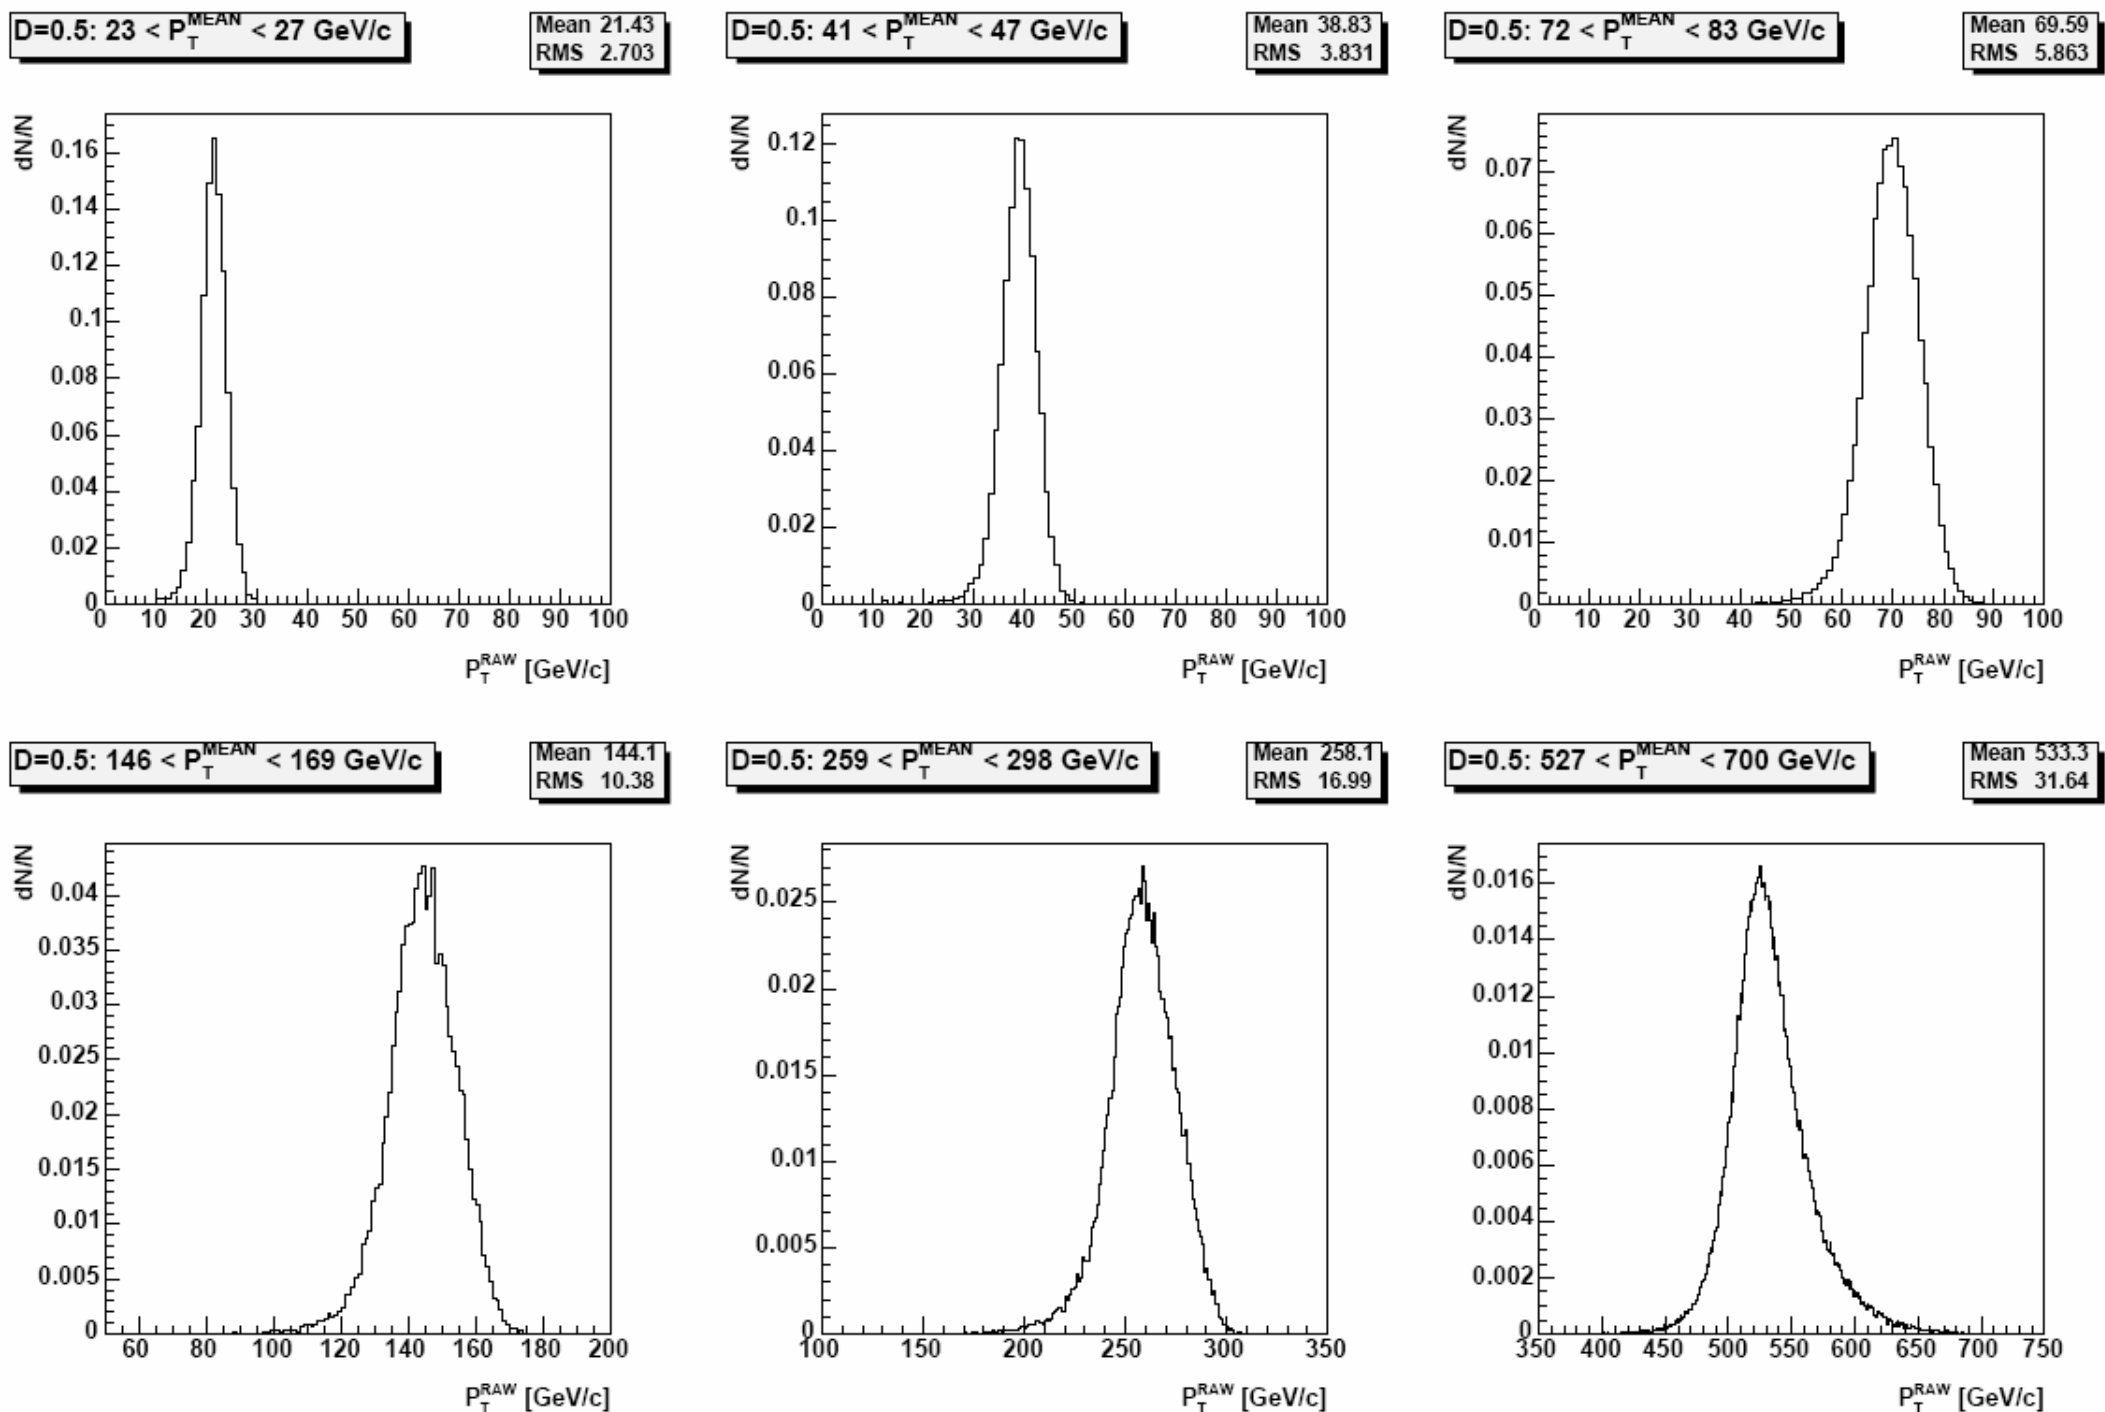 D=0.5: 23 < P_T^MEAN < 27 GeV/c
Mean 21.43
RMS 2.703
dN/N
0.16
0.14
0.12
0.1
0.08
0.06
0.04
0.02
0
0 10 20 30 40 50 60 70 80 90 100
P_T^RAW [GeV/c]
D=0.5: 41 < P_T^MEAN < 47 GeV/c
Mean 38.83
RMS 3.831
dN/N
0.12
0.1
0.08
0.06
0.04
0.02
0
0 10 20 30 40 50 60 70 80 90 100
P_T^RAW [GeV/c]
D=0.5: 72 < P_T^MEAN < 83 GeV/c
Mean 69.59
RMS 5.863
dN/N
0.07
0.06
0.05
0.04
0.03
0.02
0.01
0
0 10 20 30 40 50 60 70 80 90 100
P_T^RAW [GeV/c]
D=0.5: 146 < P_T^MEAN < 169 GeV/c
Mean 144.1
RMS 10.38
dN/N
0.04
0.035
0.03
0.025
0.02
0.015
0.01
0.005
0
60 80 100 120 140 160 180 200
P_T^RAW [GeV/c]
D=0.5: 259 < P_T^MEAN < 298 GeV/c
Mean 258.1
RMS 16.99
dN/N
0.025
0.02
0.015
0.01
0.005
0
100 150 200 250 300 350
P_T^RAW [GeV/c]
D=0.5: 527 < P_T^MEAN < 700 GeV/c
Mean 533.3
RMS 31.64
dN/N
0.016
0.014
0.012
0.01
0.008
0.006
0.004
0.002
0
350 400 450 500 550 600 650 700 750
P_T^RAW [GeV/c]